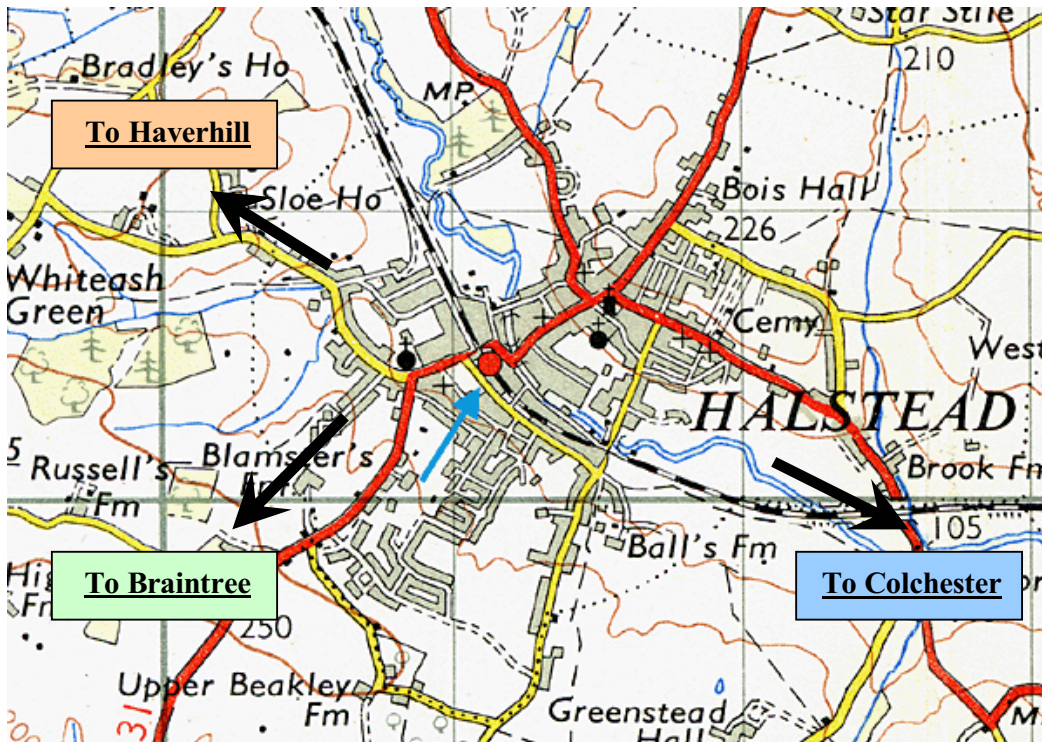 Star Stile
Bradley's Ho
210
MP
To Haverhill
Sloe Ho
Bois Hall
226
Whiteash
Green
Cemy
West
HALSTEAD
5
Russell's
Fm
Blamster's
Brook Fm
105
Ball's Fm
To Braintree
To Colchester
250
Upper Beakley
Fm
31
Greenstead
Hall